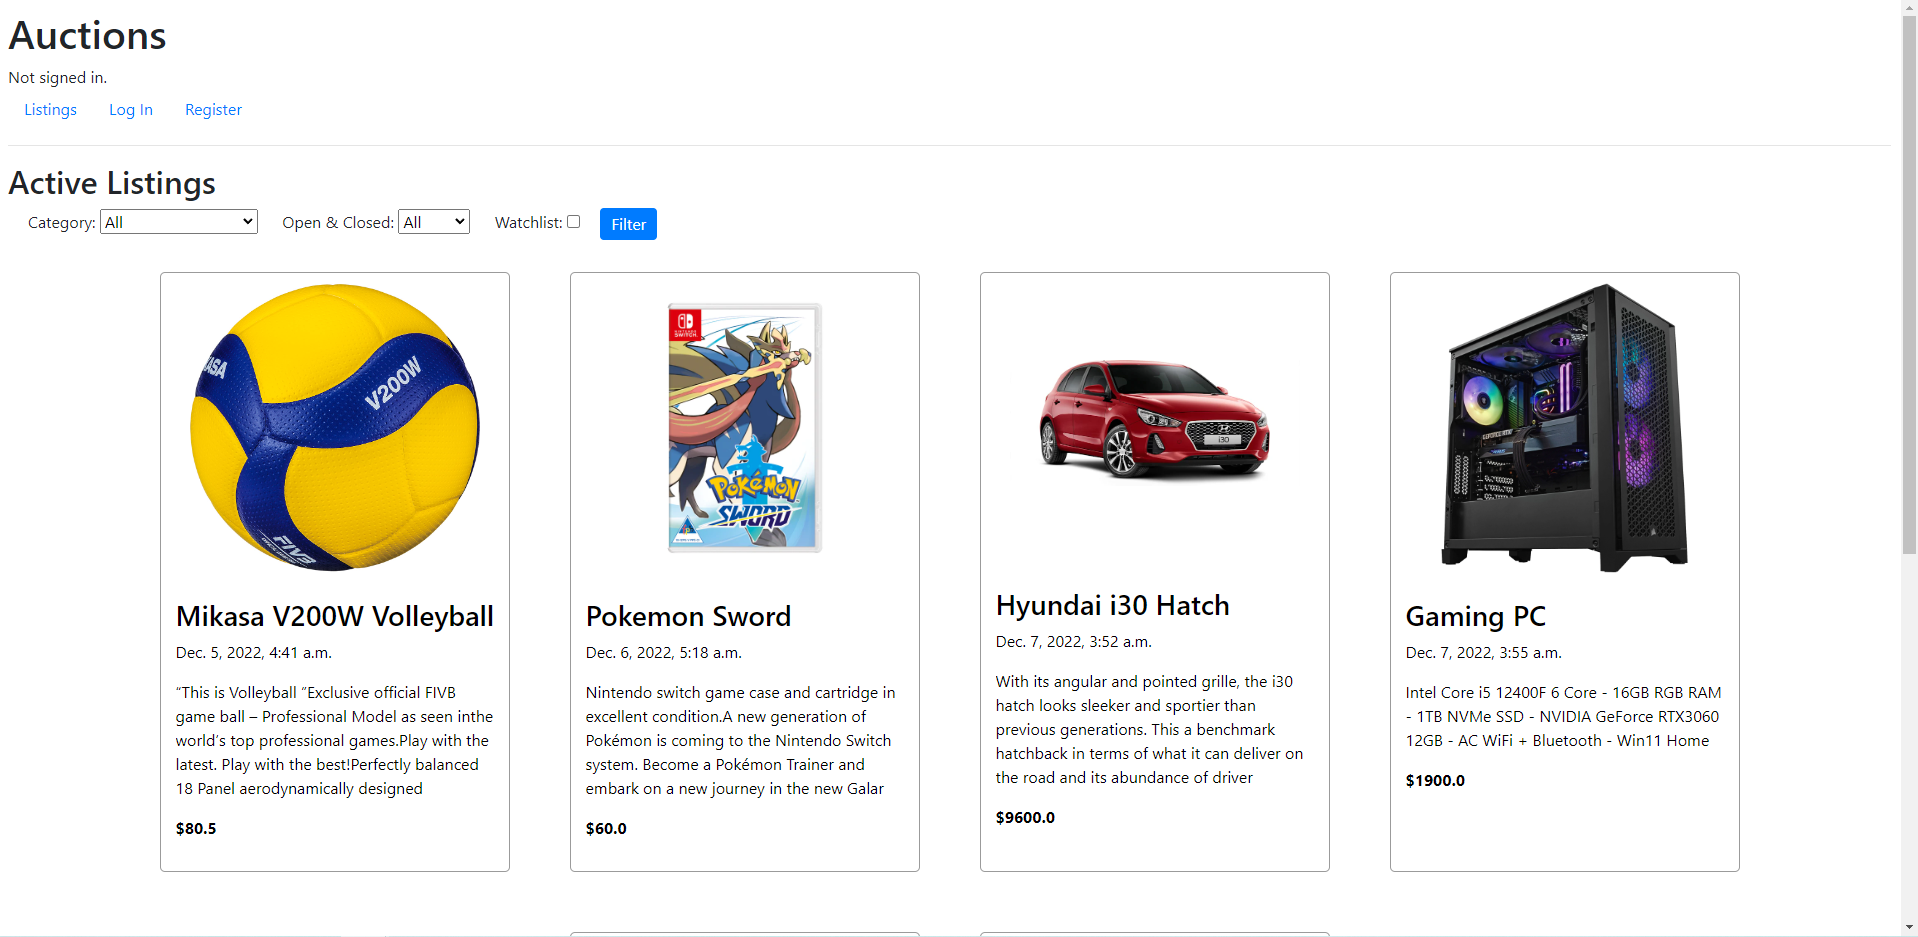 Auctions
Not signed in.
Listings Log In Register
Active Listings
Category: All Open & Closed: All Watchlist: Filter
ASA
V200W
FIVB
NINTENDO
SWITCH
POKéMON
SWORD
i30
Mikasa V200W Volleyball
Dec. 5, 2022, 4:41 a.m.
“This is Volleyball ”Exclusive official FIVB
game ball – Professional Model as seen inthe
world’s top professional games.Play with the
latest. Play with the best!Perfectly balanced
18 Panel aerodynamically designed
$80.5
Pokemon Sword
Dec. 6, 2022, 5:18 a.m.
Nintendo switch game case and cartridge in
excellent condition.A new generation of
Pokémon is coming to the Nintendo Switch
system. Become a Pokémon Trainer and
embark on a new journey in the new Galar
$60.0
Hyundai i30 Hatch
Dec. 7, 2022, 3:52 a.m.
With its angular and pointed grille, the i30
hatch looks sleeker and sportier than
previous generations. This a benchmark
hatchback in terms of what it can deliver on
the road and its abundance of driver
$9600.0
Gaming PC
Dec. 7, 2022, 3:55 a.m.
Intel Core i5 12400F 6 Core - 16GB RGB RAM
- 1TB NVMe SSD - NVIDIA GeForce RTX3060
12GB - AC WiFi + Bluetooth - Win11 Home
$1900.0